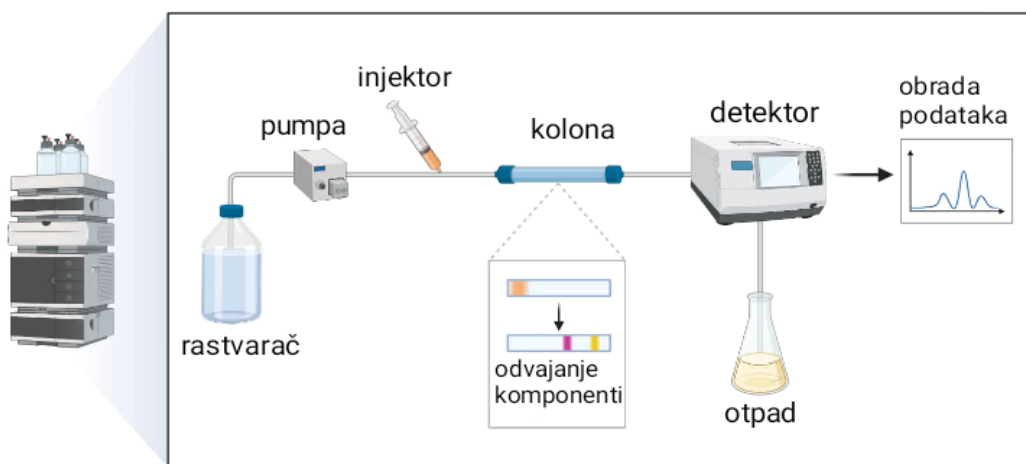 injektor
pumpa
kolona
detektor
obrada
podataka
rastvarač
odvajanje
komponenti
otpad